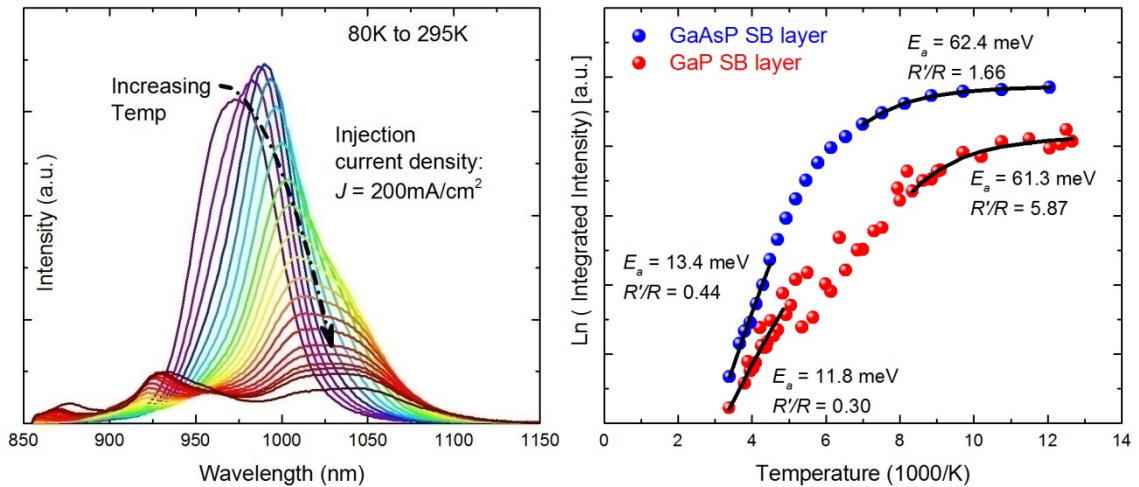 80K to 295K
Increasing
Temp
Injection
current density:
J = 200mA/cm²
Intensity (a.u.)
850 900 950 1000 1050 1100 1150
Wavelength (nm)
GaAsP SB layer
GaP SB layer
Eₐ = 62.4 meV
R'/R = 1.66
Eₐ = 61.3 meV
R'/R = 5.87
Eₐ = 13.4 meV
R'/R = 0.44
Eₐ = 11.8 meV
R'/R = 0.30
Ln ( Integrated Intensity) [a.u.]
0 2 4 6 8 10 12 14
Temperature (1000/K)